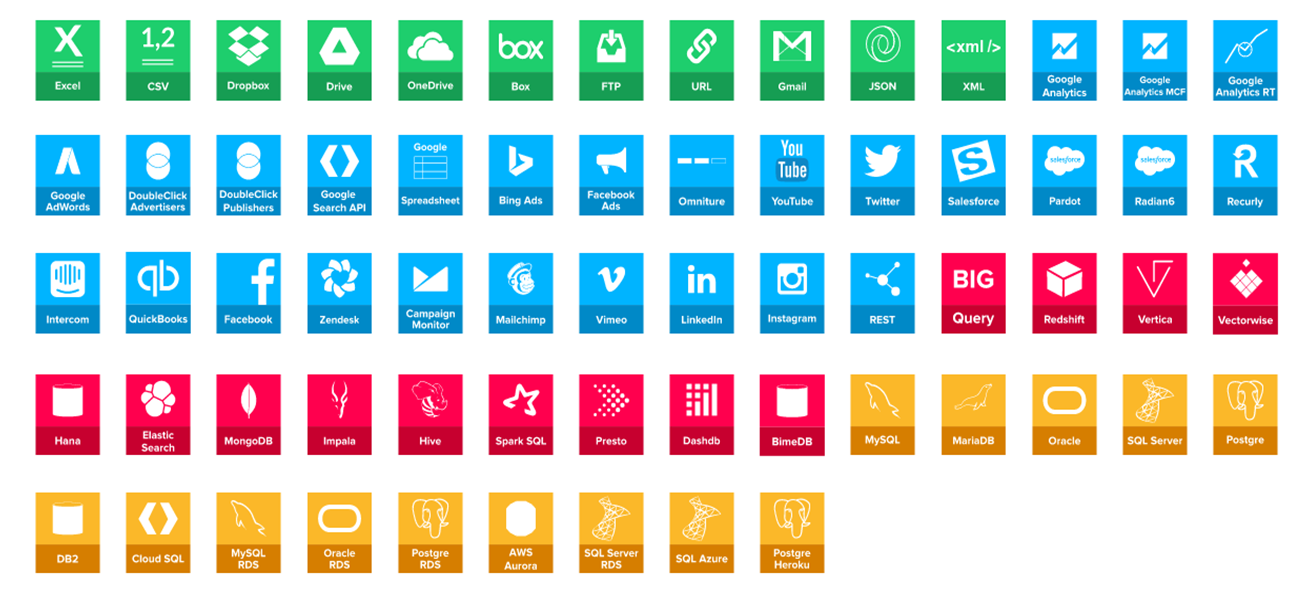 X
Excel
1,2
CSV
Dropbox
Drive
OneDrive
box
Box
FTP
URL
Gmail
JSON
<xml />
XML
Google
Analytics
Google
Analytics MCF
Google
Analytics RT
Google
AdWords
DoubleClick
Advertisers
DoubleClick
Publishers
Google
Search API
Google
Spreadsheet
Bing Ads
Facebook
Ads
Omniture
You
Tube
YouTube
Twitter
S
Salesforce
salesforce
Pardot
salesforce
Radian6
Recurly
Intercom
qb
QuickBooks
f
Facebook
Zendesk
Campaign
Monitor
Mailchimp
v
Vimeo
in
LinkedIn
Instagram
REST
BIG
Query
Redshift
Vertica
Vectorwise
Hana
Elastic
Search
MongoDB
Impala
Hive
Spark SQL
Presto
Dashdb
BimeDB
MySQL
MariaDB
Oracle
SQL Server
Postgre
DB2
Cloud SQL
MySQL
RDS
Oracle
RDS
Postgre
RDS
AWS
Aurora
SQL Server
RDS
SQL Azure
Postgre
Heroku